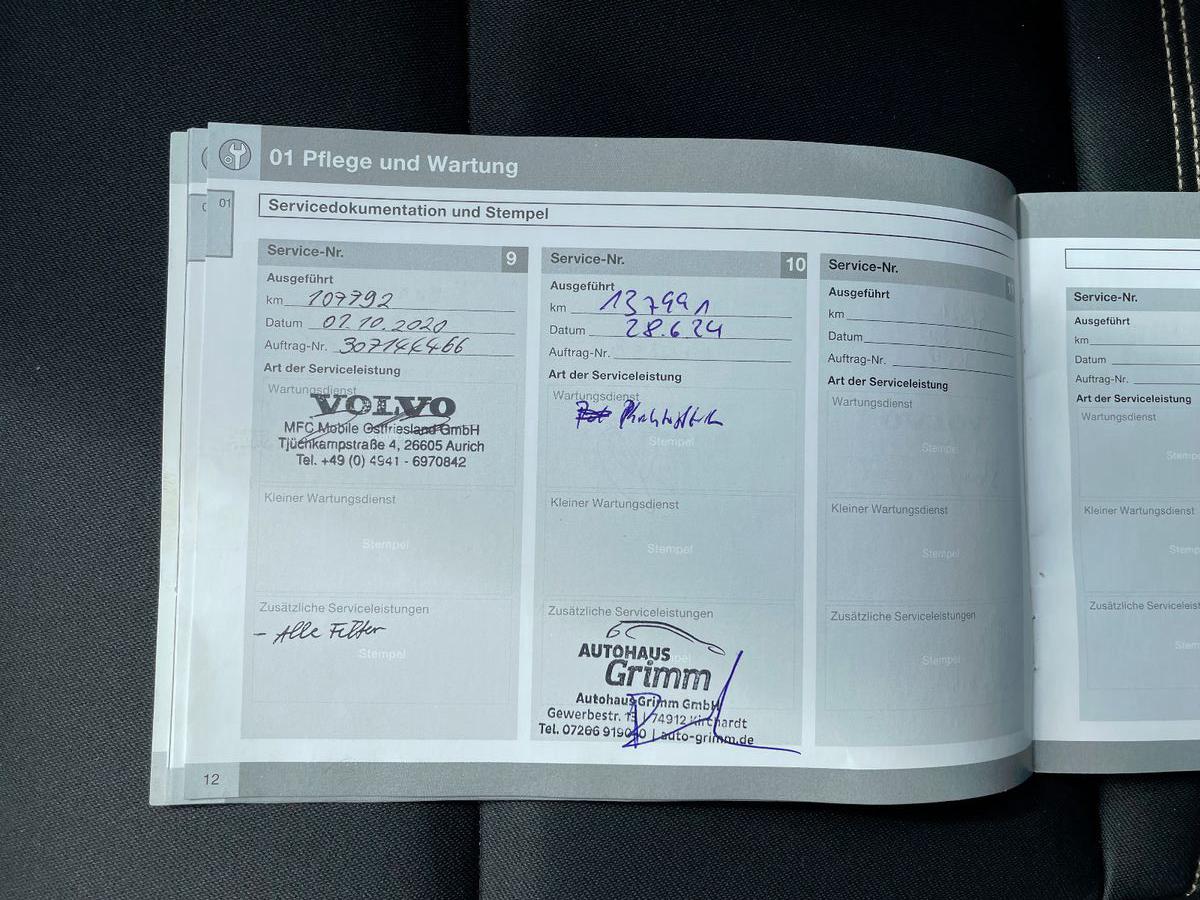 01 Pflege und Wartung
01
Servicedokumentation und Stempel
Service-Nr. 9
Ausgeführt
km 107792
Datum 07.10.2020
Auftrag-Nr. 307144466
Art der Serviceleistung
Wartungsdienst
VOLVO
MFC Mobile Ostfriesland GmbH
Tjüchkampstraße 4, 26605 Aurich
Tel. +49 (0) 4941 - 6970842
Kleiner Wartungsdienst
Stempel
Zusätzliche Serviceleistungen
- Alle Filter
Stempel
Service-Nr. 10
Ausgeführt
km 137991
Datum 28.6.24
Auftrag-Nr.
Art der Serviceleistung
Wartungsdienst
Stempel
Kleiner Wartungsdienst
Stempel
Zusätzliche Serviceleistungen
AUTOHAUS
Grimm
Autohaus Grimm GmbH
Gewerbestr. 13 | 74912 Kirchardt
Tel. 07266 919040 | auto-grimm.de
Service-Nr.
Ausgeführt
km
Datum
Auftrag-Nr.
Art der Serviceleistung
Wartungsdienst
Stempel
Kleiner Wartungsdienst
Stempel
Zusätzliche Serviceleistungen
Stempel
12
Service-Nr.
Ausgeführt
km
Datum
Auftrag-Nr.
Art der Serviceleistung
Wartungsdienst
Stemp
Kleiner Wartungsdienst
Stemp
Zusätzliche Serviceleist
Stem